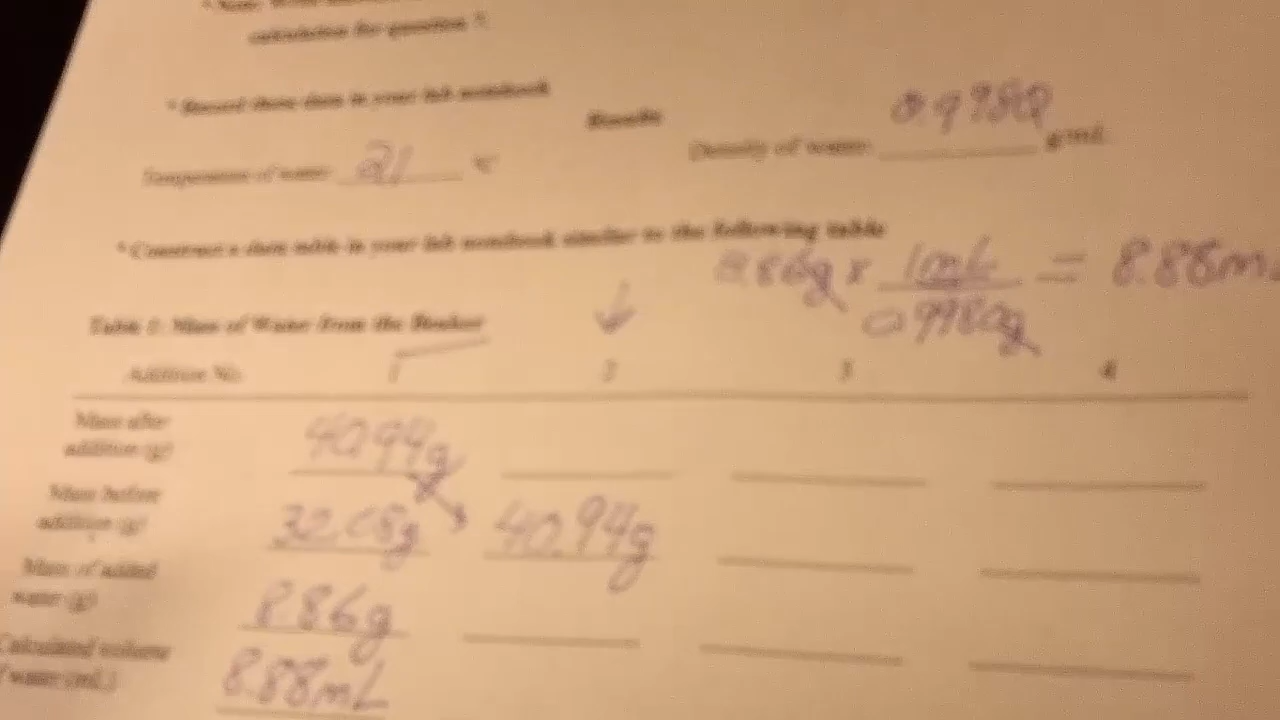 calculation for question 7.
* Record these data in your lab notebook
Results
Temperature of water: 21 °C
Density of water: 0.9980 g/mL
* Construct a data table in your lab notebook similar to the following table
8.86g x 1mL / 0.9980g = 8.88mL
Table 1: Mass of Water from the Beaker
Addition No. 1 2 3 4
Mass after
addition (g) 40.94g
Mass before
addition (g) 32.08g 40.94g
Mass of added
water (g) 8.86g
Calculated volume
of water (mL) 8.88mL